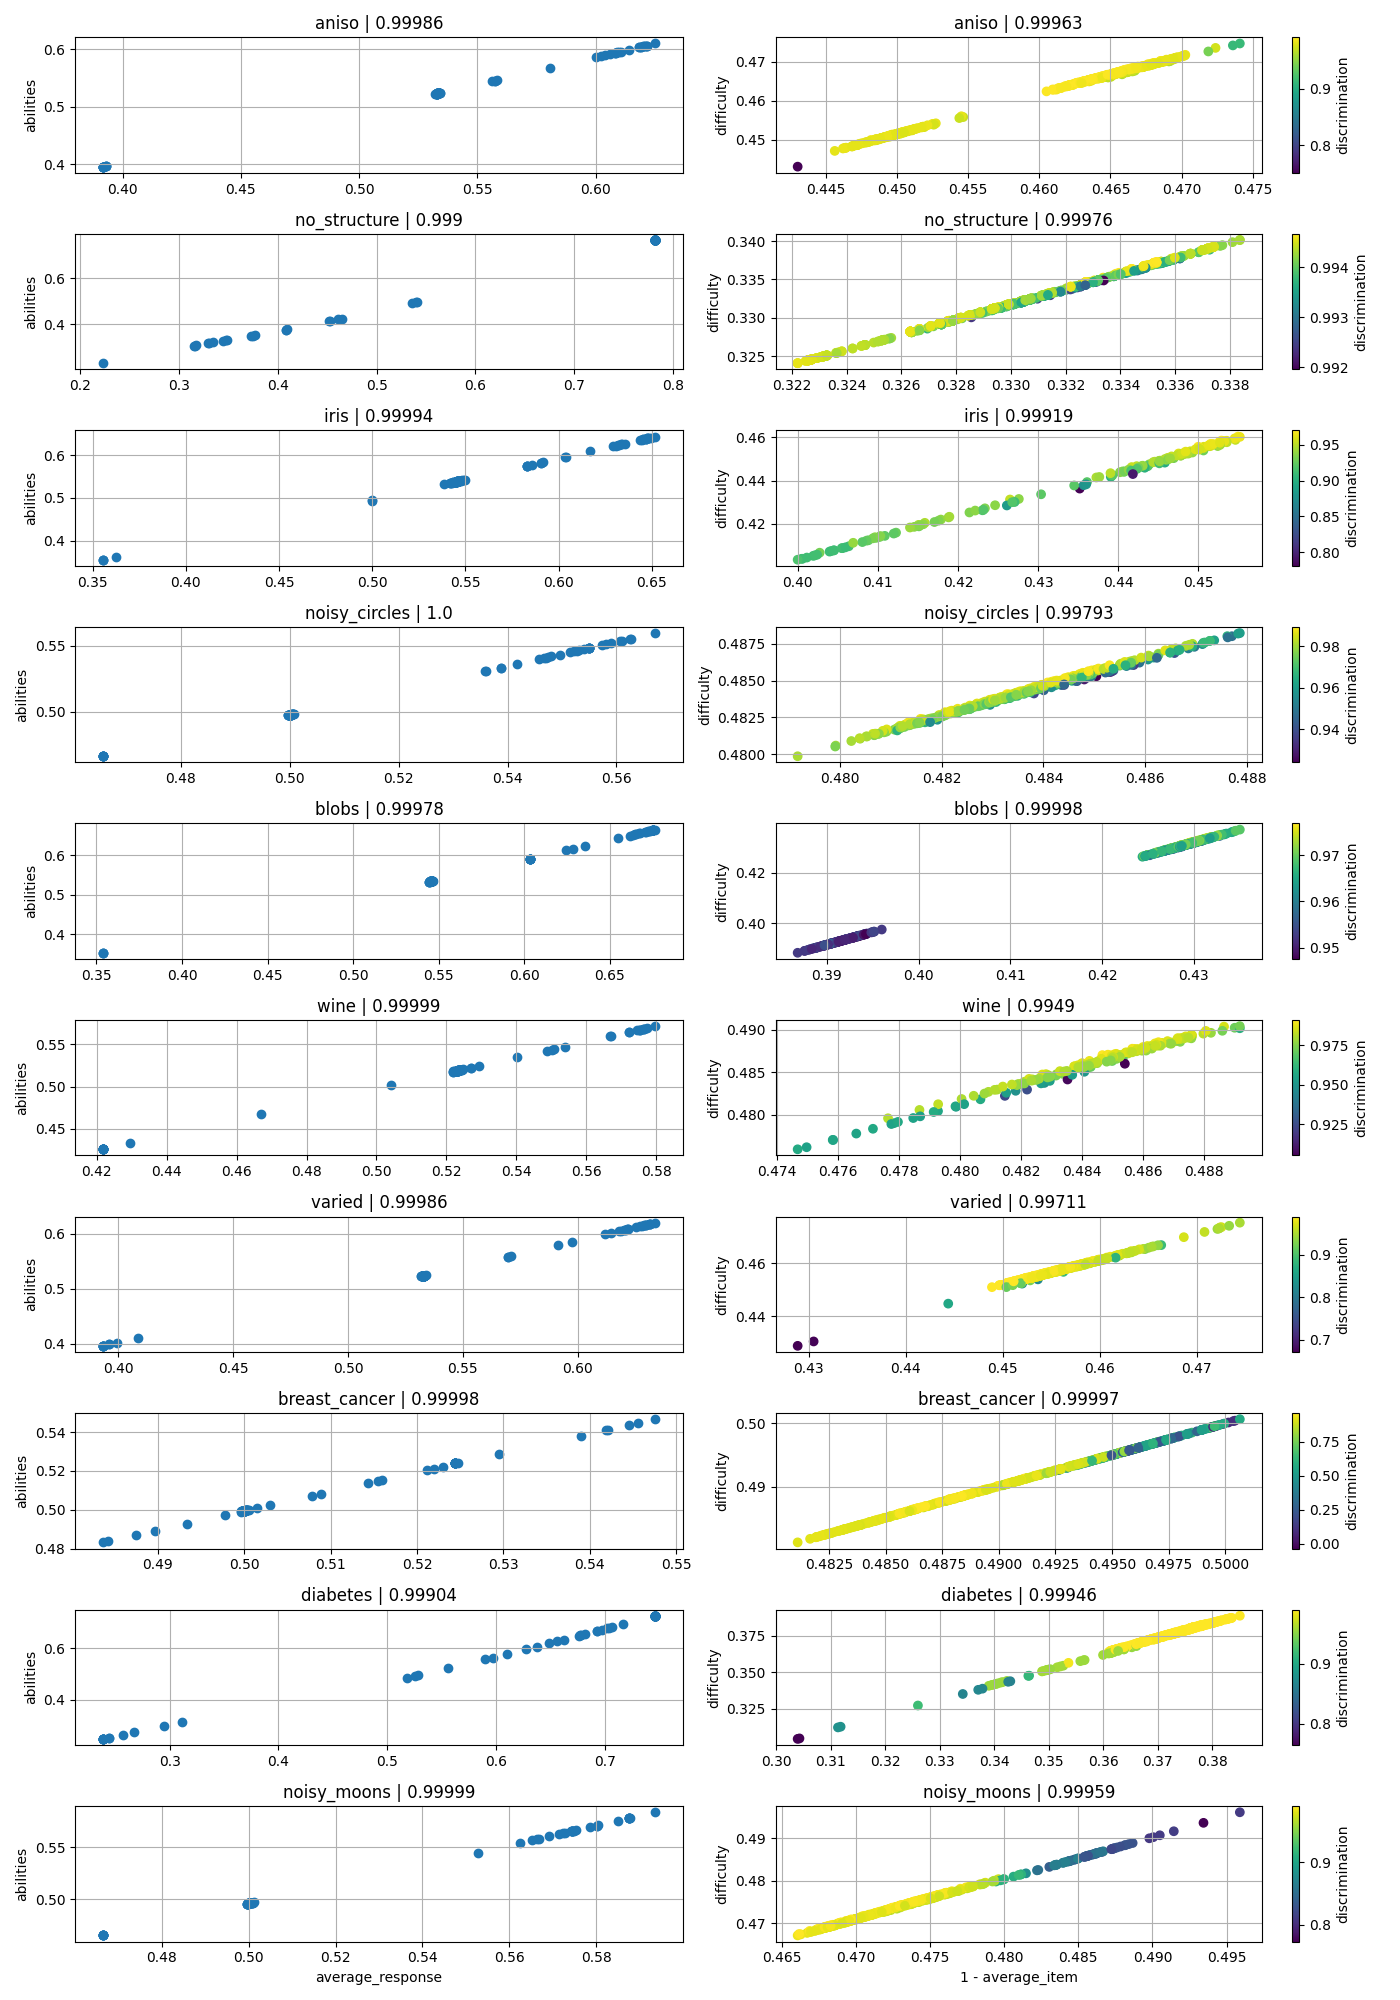 aniso | 0.99986
abilities
0.6
0.5
0.4
0.40 0.45 0.50 0.55 0.60
aniso | 0.99963
difficulty
0.47
0.46
0.45
0.445 0.450 0.455 0.460 0.465 0.470 0.475
0.9
0.8
discrimination
no_structure | 0.999
abilities
0.6
0.4
0.2 0.3 0.4 0.5 0.6 0.7 0.8
no_structure | 0.99976
difficulty
0.340
0.335
0.330
0.325
0.322 0.324 0.326 0.328 0.330 0.332 0.334 0.336 0.338
0.994
0.993
0.992
discrimination
iris | 0.99994
abilities
0.6
0.5
0.4
0.35 0.40 0.45 0.50 0.55 0.60 0.65
iris | 0.99919
difficulty
0.46
0.44
0.42
0.40 0.41 0.42 0.43 0.44 0.45
0.95
0.90
0.85
0.80
discrimination
noisy_circles | 1.0
abilities
0.55
0.50
0.48 0.50 0.52 0.54 0.56
noisy_circles | 0.99793
difficulty
0.4875
0.4850
0.4825
0.4800
0.480 0.482 0.484 0.486 0.488
0.98
0.96
0.94
discrimination
blobs | 0.99978
abilities
0.6
0.5
0.4
0.35 0.40 0.45 0.50 0.55 0.60 0.65
blobs | 0.99998
difficulty
0.42
0.40
0.39 0.40 0.41 0.42 0.43
0.97
0.96
0.95
discrimination
wine | 0.99999
abilities
0.55
0.50
0.45
0.42 0.44 0.46 0.48 0.50 0.52 0.54 0.56 0.58
wine | 0.9949
difficulty
0.490
0.485
0.480
0.474 0.476 0.478 0.480 0.482 0.484 0.486 0.488
0.975
0.950
0.925
discrimination
varied | 0.99986
abilities
0.6
0.5
0.4
0.40 0.45 0.50 0.55 0.60
varied | 0.99711
difficulty
0.46
0.44
0.43 0.44 0.45 0.46 0.47
0.9
0.8
0.7
discrimination
breast_cancer | 0.99998
abilities
0.54
0.52
0.50
0.48
0.49 0.50 0.51 0.52 0.53 0.54 0.55
breast_cancer | 0.99997
difficulty
0.50
0.49
0.4825 0.4850 0.4875 0.4900 0.4925 0.4950 0.4975 0.5000
0.75
0.50
0.25
0.00
discrimination
diabetes | 0.99904
abilities
0.6
0.4
0.3 0.4 0.5 0.6 0.7
diabetes | 0.99946
difficulty
0.375
0.350
0.325
0.30 0.31 0.32 0.33 0.34 0.35 0.36 0.37 0.38
0.9
0.8
discrimination
noisy_moons | 0.99999
abilities
0.55
0.50
0.48 0.50 0.52 0.54 0.56 0.58
average_response
noisy_moons | 0.99959
difficulty
0.49
0.48
0.47
0.465 0.470 0.475 0.480 0.485 0.490 0.495
1 - average_item
0.9
0.8
discrimination